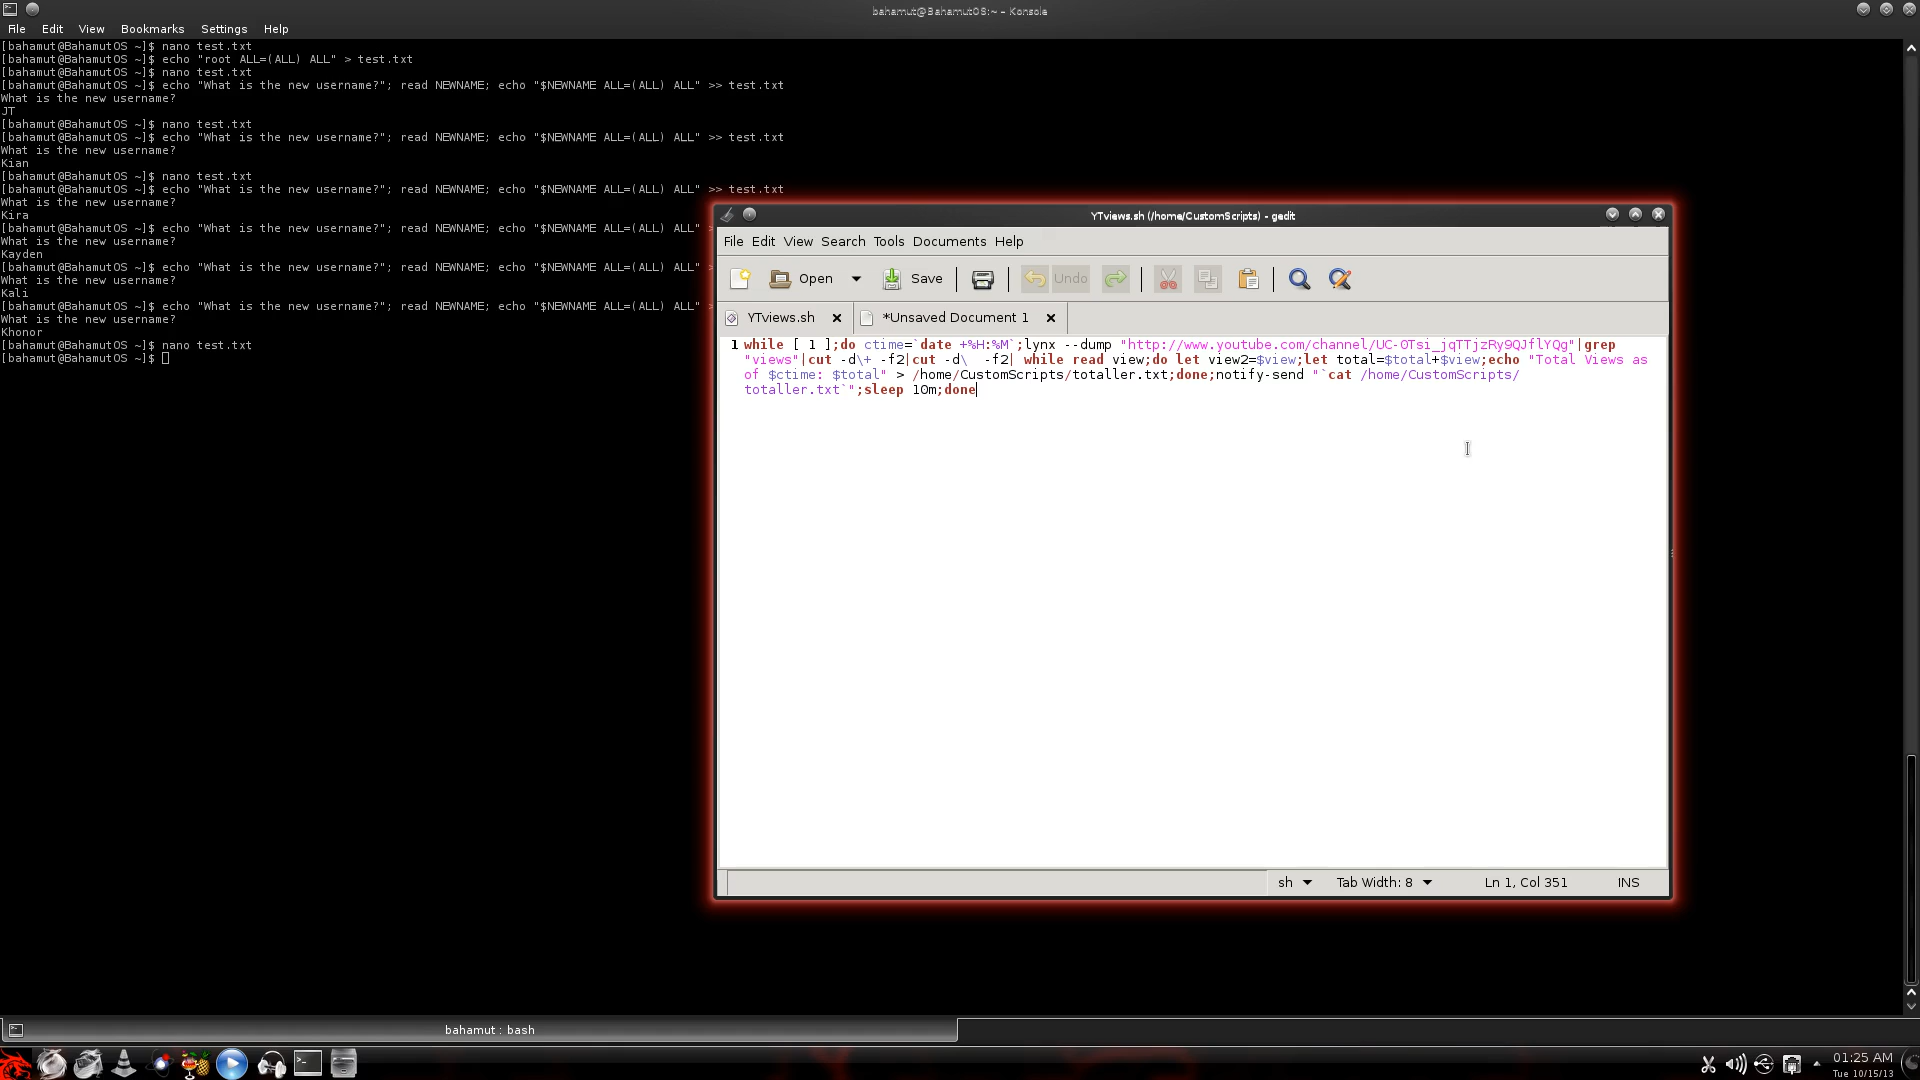 bahamut@BahamutOS:~ - Konsole
File Edit View Bookmarks Settings Help
[bahamut@BahamutOS ~]$ nano test.txt
[bahamut@BahamutOS ~]$ echo "root ALL=(ALL) ALL" > test.txt
[bahamut@BahamutOS ~]$ nano test.txt
[bahamut@BahamutOS ~]$ echo "What is the new username?"; read NEWNAME; echo "$NEWNAME ALL=(ALL) ALL" >> test.txt
What is the new username?
JT
[bahamut@BahamutOS ~]$ nano test.txt
[bahamut@BahamutOS ~]$ echo "What is the new username?"; read NEWNAME; echo "$NEWNAME ALL=(ALL) ALL" >> test.txt
What is the new username?
Kian
[bahamut@BahamutOS ~]$ nano test.txt
[bahamut@BahamutOS ~]$ echo "What is the new username?"; read NEWNAME; echo "$NEWNAME ALL=(ALL) ALL" >> test.txt
What is the new username?
Kira
[bahamut@BahamutOS ~]$ echo "What is the new username?"; read NEWNAME; echo "$NEWNAME ALL=(ALL) ALL" >
What is the new username?
Kayden
[bahamut@BahamutOS ~]$ echo "What is the new username?"; read NEWNAME; echo "$NEWNAME ALL=(ALL) ALL" >
What is the new username?
Kali
[bahamut@BahamutOS ~]$ echo "What is the new username?"; read NEWNAME; echo "$NEWNAME ALL=(ALL) ALL" >
What is the new username?
Khonor
[bahamut@BahamutOS ~]$ nano test.txt
[bahamut@BahamutOS ~]$
YTviews.sh (/home/CustomScripts) - gedit
File Edit View Search Tools Documents Help
Open Save Undo
YTviews.sh *Unsaved Document 1
1 while [ 1 ];do ctime=`date +%H:%M`;lynx --dump "http://www.youtube.com/channel/UC-0Tsi_jqTTjzRy9QJflYQg"|grep
"views"|cut -d\+ -f2|cut -d\  -f2| while read view;do let view2=$view;let total=$total+$view;echo "Total Views as
of $ctime: $total" > /home/CustomScripts/totaller.txt;done;notify-send "`cat /home/CustomScripts/
totaller.txt`";sleep 10m;done
sh Tab Width: 8 Ln 1, Col 351 INS
bahamut : bash
01:25 AM
Tue 10/15/13